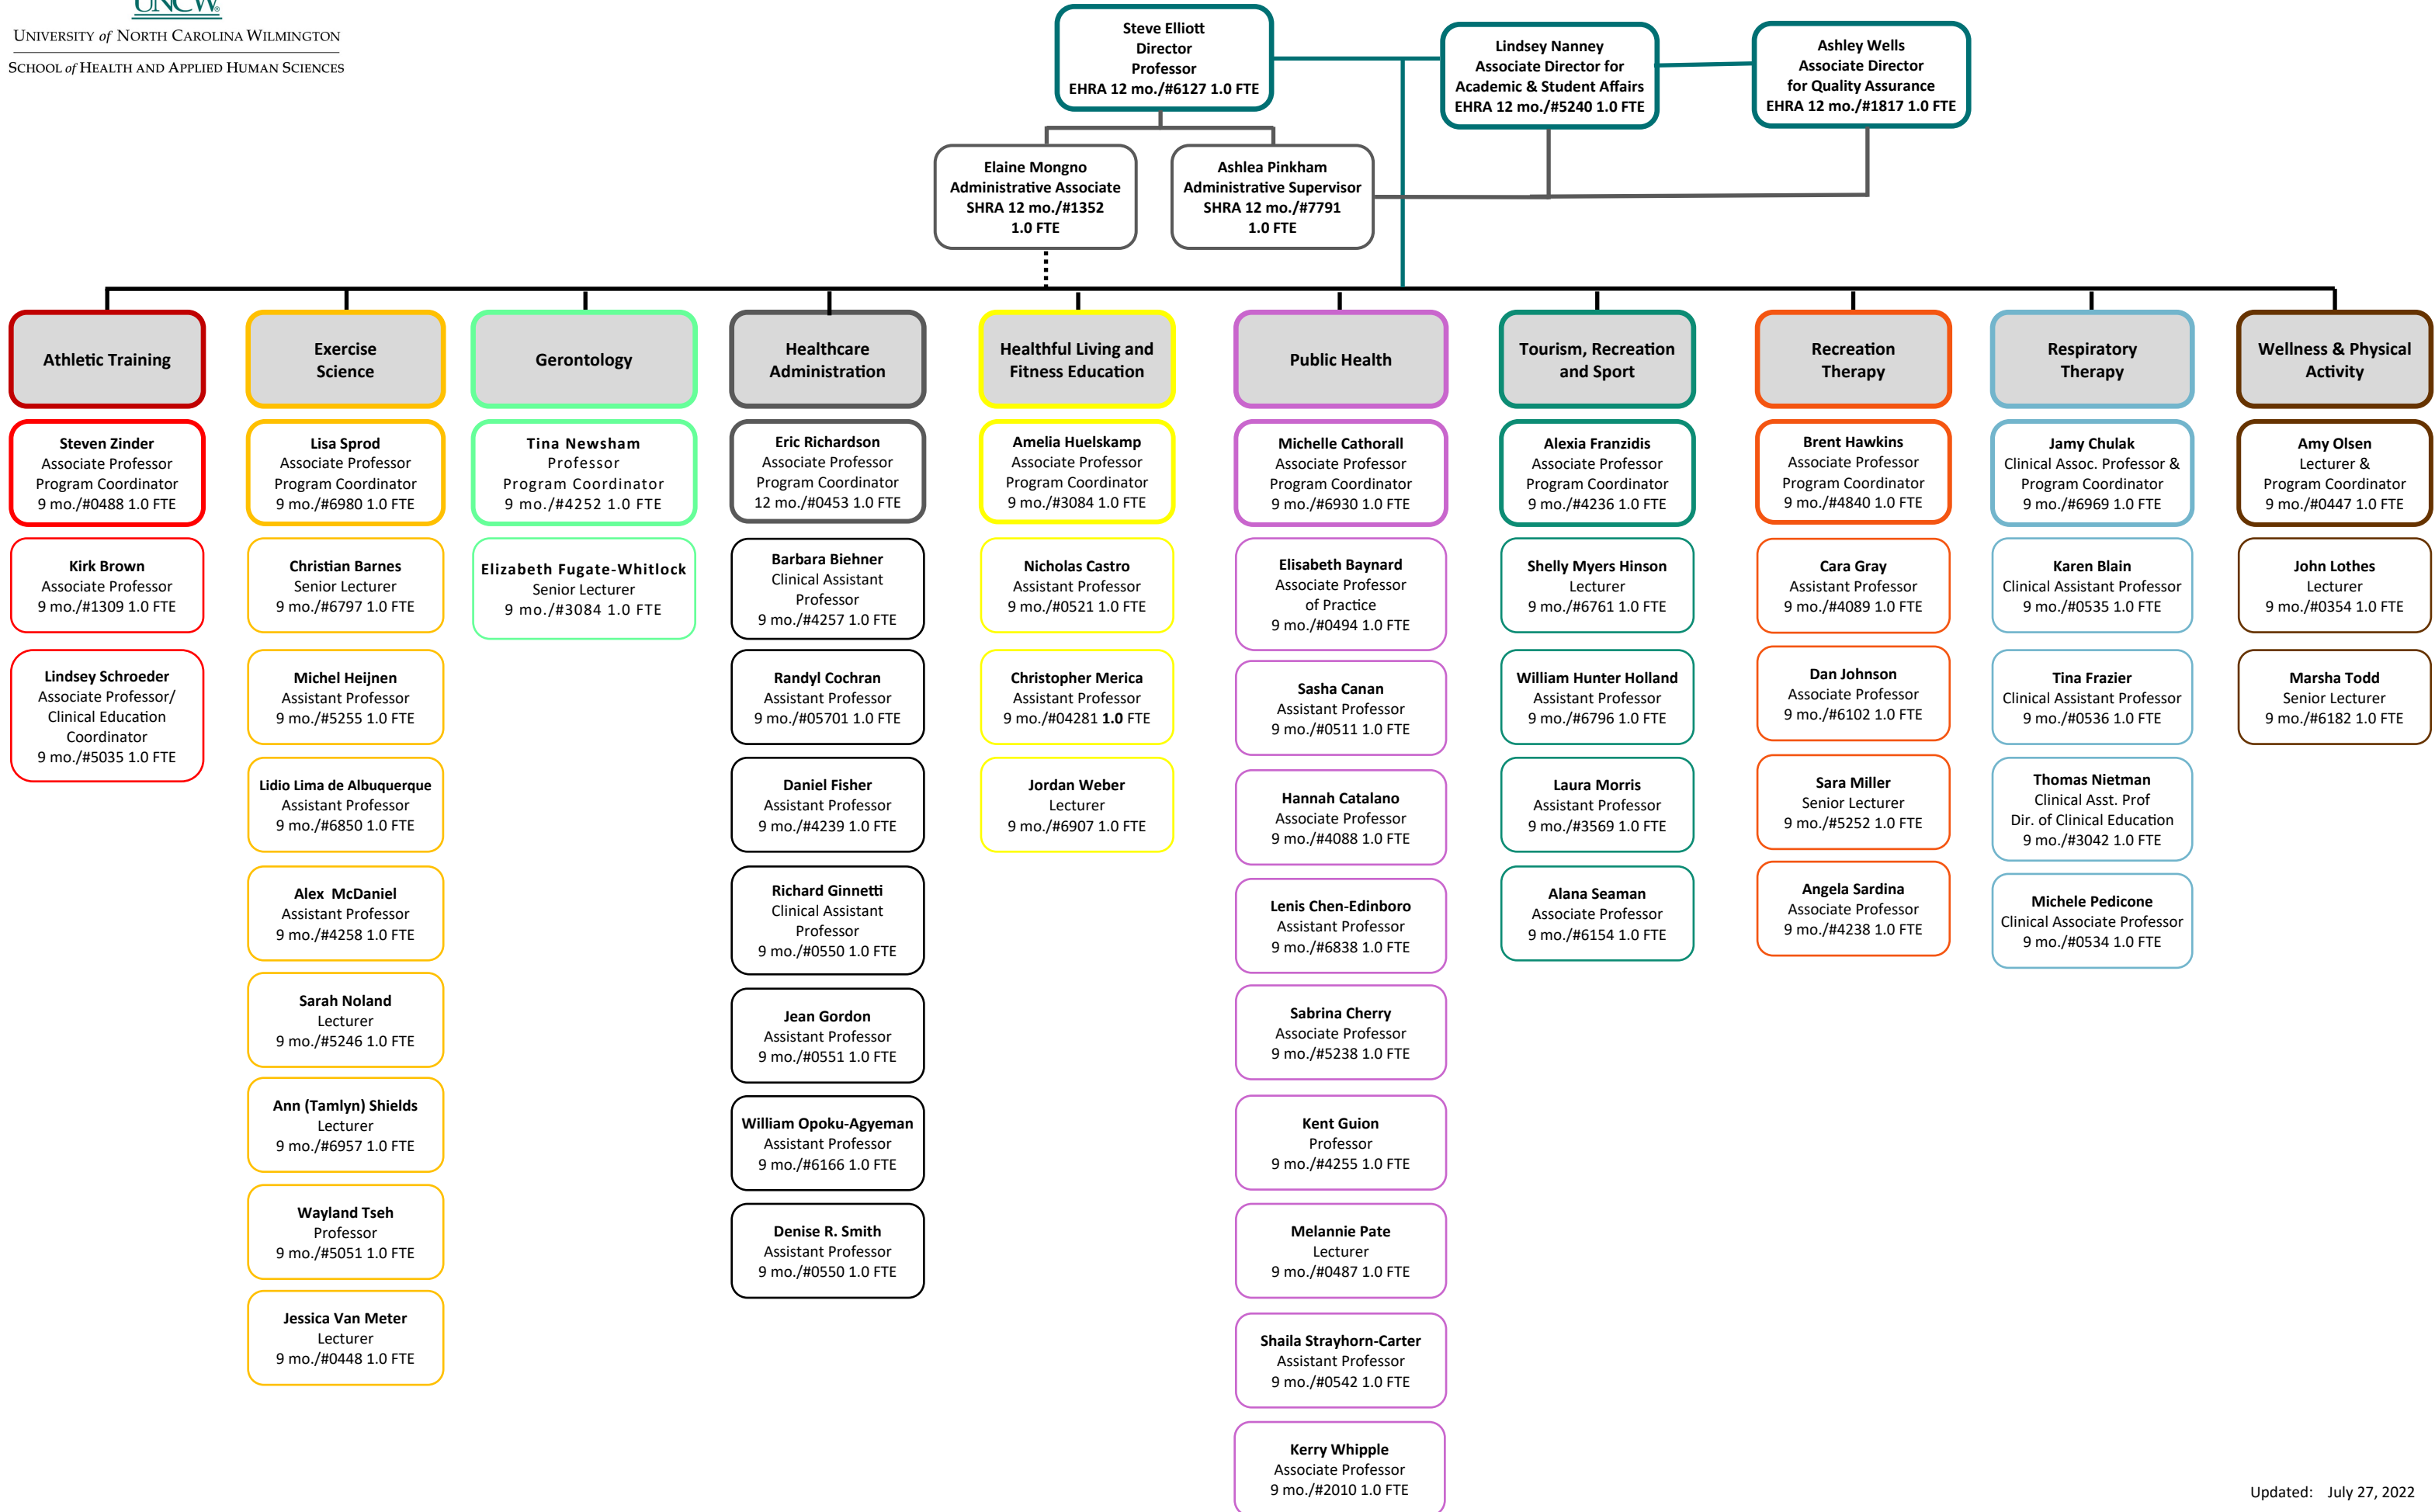 UNCW®
UNIVERSITY of NORTH CAROLINA WILMINGTON
SCHOOL of HEALTH AND APPLIED HUMAN SCIENCES
Steve Elliott
Director
Professor
EHRA 12 mo./#6127 1.0 FTE
Lindsey Nanney
Associate Director for
Academic & Student Affairs
EHRA 12 mo./#5240 1.0 FTE
Ashley Wells
Associate Director
for Quality Assurance
EHRA 12 mo./#1817 1.0 FTE
Elaine Mongno
Administrative Associate
SHRA 12 mo./#1352
1.0 FTE
Ashlea Pinkham
Administrative Supervisor
SHRA 12 mo./#7791
1.0 FTE
Athletic Training
Steven Zinder
Associate Professor
Program Coordinator
9 mo./#0488 1.0 FTE
Kirk Brown
Associate Professor
9 mo./#1309 1.0 FTE
Lindsey Schroeder
Associate Professor/
Clinical Education
Coordinator
9 mo./#5035 1.0 FTE
Exercise
Science
Lisa Sprod
Associate Professor
Program Coordinator
9 mo./#6980 1.0 FTE
Christian Barnes
Senior Lecturer
9 mo./#6797 1.0 FTE
Michel Heijnen
Assistant Professor
9 mo./#5255 1.0 FTE
Lidio Lima de Albuquerque
Assistant Professor
9 mo./#6850 1.0 FTE
Alex McDaniel
Assistant Professor
9 mo./#4258 1.0 FTE
Sarah Noland
Lecturer
9 mo./#5246 1.0 FTE
Ann (Tamlyn) Shields
Lecturer
9 mo./#6957 1.0 FTE
Wayland Tseh
Professor
9 mo./#5051 1.0 FTE
Jessica Van Meter
Lecturer
9 mo./#0448 1.0 FTE
Gerontology
Tina Newsham
Professor
Program Coordinator
9 mo./#4252 1.0 FTE
Elizabeth Fugate-Whitlock
Senior Lecturer
9 mo./#3084 1.0 FTE
Healthcare
Administration
Eric Richardson
Associate Professor
Program Coordinator
12 mo./#0453 1.0 FTE
Barbara Biehner
Clinical Assistant
Professor
9 mo./#4257 1.0 FTE
Randyl Cochran
Assistant Professor
9 mo./#05701 1.0 FTE
Daniel Fisher
Assistant Professor
9 mo./#4239 1.0 FTE
Richard Ginnetti
Clinical Assistant
Professor
9 mo./#0550 1.0 FTE
Jean Gordon
Assistant Professor
9 mo./#0551 1.0 FTE
William Opoku-Agyeman
Assistant Professor
9 mo./#6166 1.0 FTE
Denise R. Smith
Assistant Professor
9 mo./#0550 1.0 FTE
Healthful Living and
Fitness Education
Amelia Huelskamp
Associate Professor
Program Coordinator
9 mo./#3084 1.0 FTE
Nicholas Castro
Assistant Professor
9 mo./#0521 1.0 FTE
Christopher Merica
Assistant Professor
9 mo./#04281 1.0 FTE
Jordan Weber
Lecturer
9 mo./#6907 1.0 FTE
Public Health
Michelle Cathorall
Associate Professor
Program Coordinator
9 mo./#6930 1.0 FTE
Elisabeth Baynard
Associate Professor
of Practice
9 mo./#0494 1.0 FTE
Sasha Canan
Assistant Professor
9 mo./#0511 1.0 FTE
Hannah Catalano
Associate Professor
9 mo./#4088 1.0 FTE
Lenis Chen-Edinboro
Assistant Professor
9 mo./#6838 1.0 FTE
Sabrina Cherry
Associate Professor
9 mo./#5238 1.0 FTE
Kent Guion
Professor
9 mo./#4255 1.0 FTE
Melannie Pate
Lecturer
9 mo./#0487 1.0 FTE
Shaila Strayhorn-Carter
Assistant Professor
9 mo./#0542 1.0 FTE
Kerry Whipple
Associate Professor
9 mo./#2010 1.0 FTE
Tourism, Recreation
and Sport
Alexia Franzidis
Associate Professor
Program Coordinator
9 mo./#4236 1.0 FTE
Shelly Myers Hinson
Lecturer
9 mo./#6761 1.0 FTE
William Hunter Holland
Assistant Professor
9 mo./#6796 1.0 FTE
Laura Morris
Assistant Professor
9 mo./#3569 1.0 FTE
Alana Seaman
Associate Professor
9 mo./#6154 1.0 FTE
Recreation
Therapy
Brent Hawkins
Associate Professor
Program Coordinator
9 mo./#4840 1.0 FTE
Cara Gray
Assistant Professor
9 mo./#4089 1.0 FTE
Dan Johnson
Associate Professor
9 mo./#6102 1.0 FTE
Sara Miller
Senior Lecturer
9 mo./#5252 1.0 FTE
Angela Sardina
Associate Professor
9 mo./#4238 1.0 FTE
Respiratory
Therapy
Jamy Chulak
Clinical Assoc. Professor &
Program Coordinator
9 mo./#6969 1.0 FTE
Karen Blain
Clinical Assistant Professor
9 mo./#0535 1.0 FTE
Tina Frazier
Clinical Assistant Professor
9 mo./#0536 1.0 FTE
Thomas Nietman
Clinical Asst. Prof
Dir. of Clinical Education
9 mo./#3042 1.0 FTE
Michele Pedicone
Clinical Associate Professor
9 mo./#0534 1.0 FTE
Wellness & Physical
Activity
Amy Olsen
Lecturer &
Program Coordinator
9 mo./#0447 1.0 FTE
John Lothes
Lecturer
9 mo./#0354 1.0 FTE
Marsha Todd
Senior Lecturer
9 mo./#6182 1.0 FTE
Updated: July 27, 2022